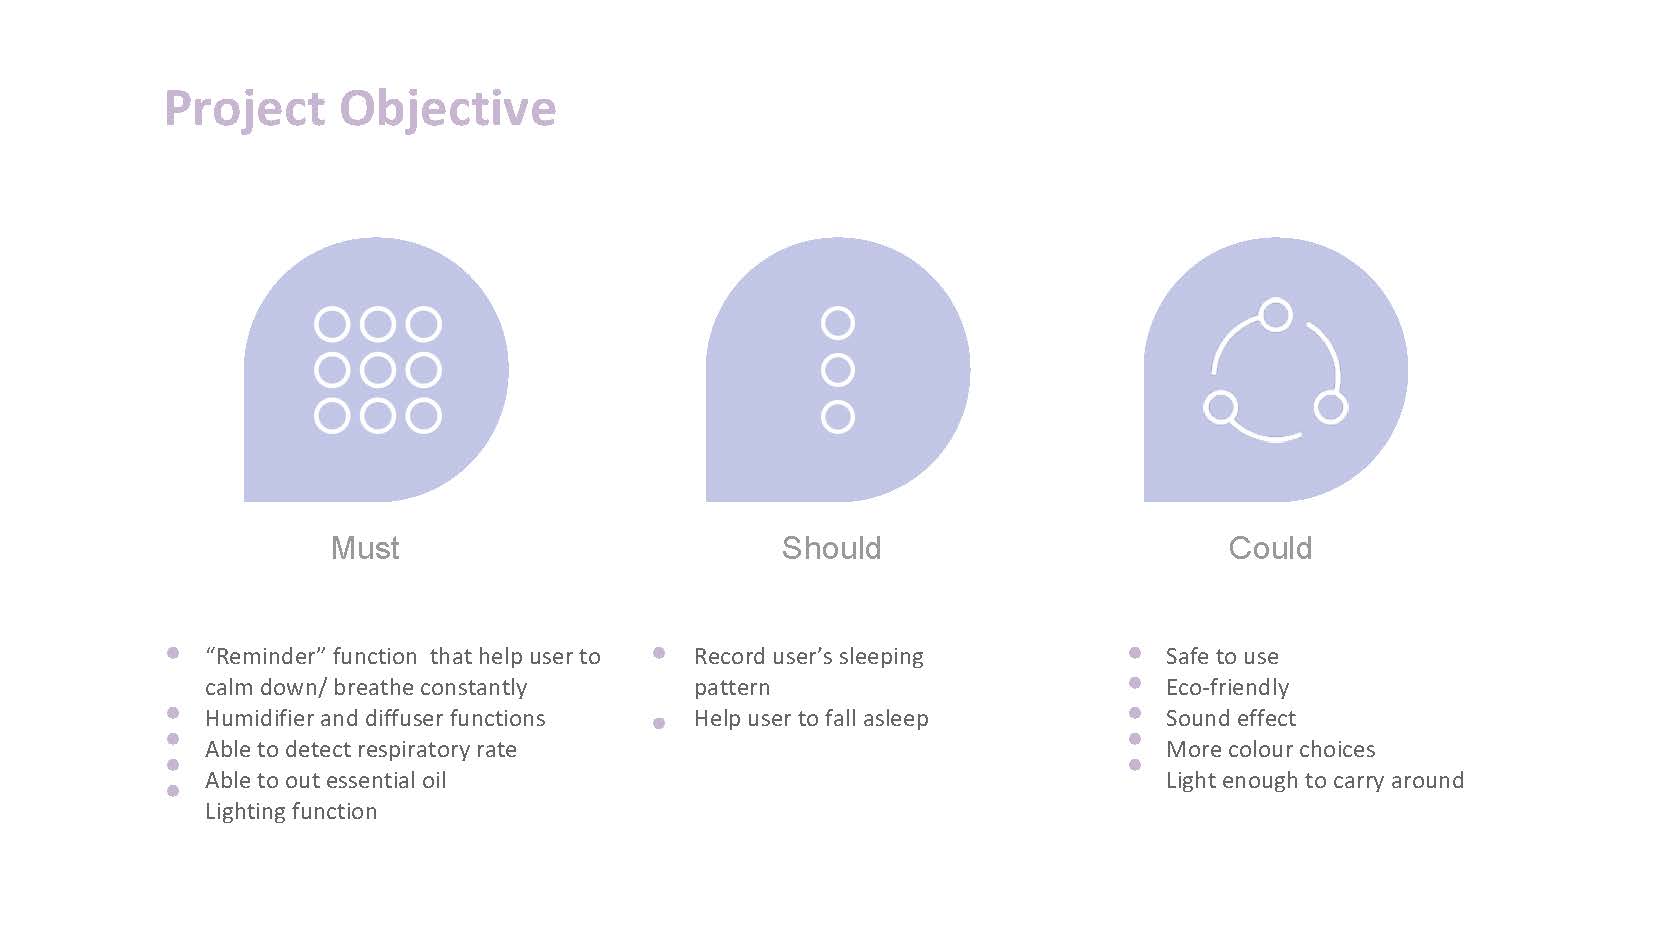 Project Objective
Must
Should
Could
“Reminder” function  that help user to
calm down/ breathe constantly
Humidifier and diffuser functions
Able to detect respiratory rate
Able to out essential oil
Lighting function
Record user’s sleeping
pattern
Help user to fall asleep
Safe to use
Eco-friendly
Sound effect
More colour choices
Light enough to carry around